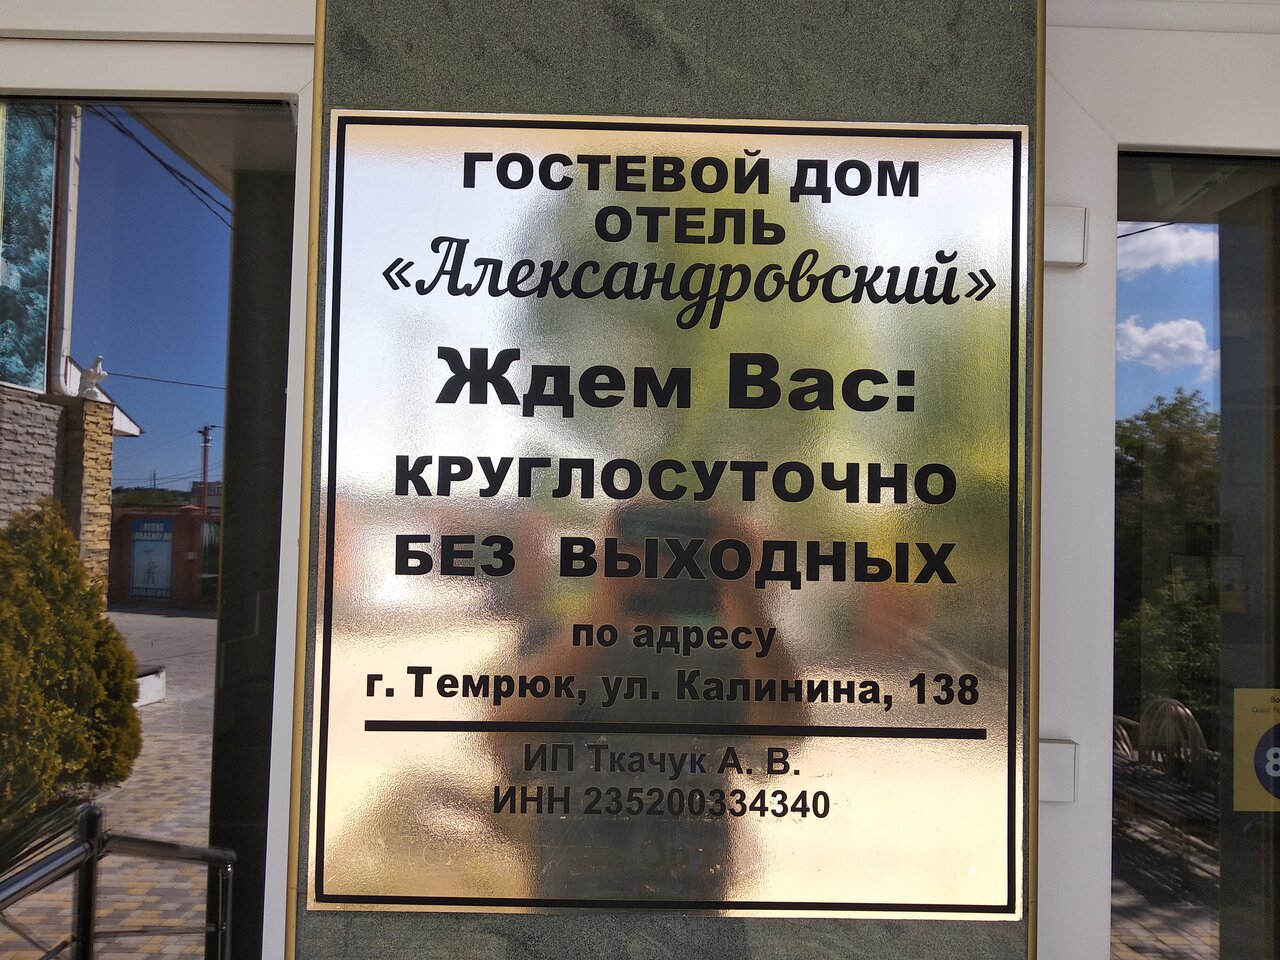 ГОСТЕВОЙ ДОМ
ОТЕЛЬ
«Александровский»
Ждем Вас:
КРУГЛОСУТОЧНО
БЕЗ ВЫХОДНЫХ
по адресу
г. Темрюк, ул. Калинина, 138
ИП Ткачук А. В.
ИНН 235200334340